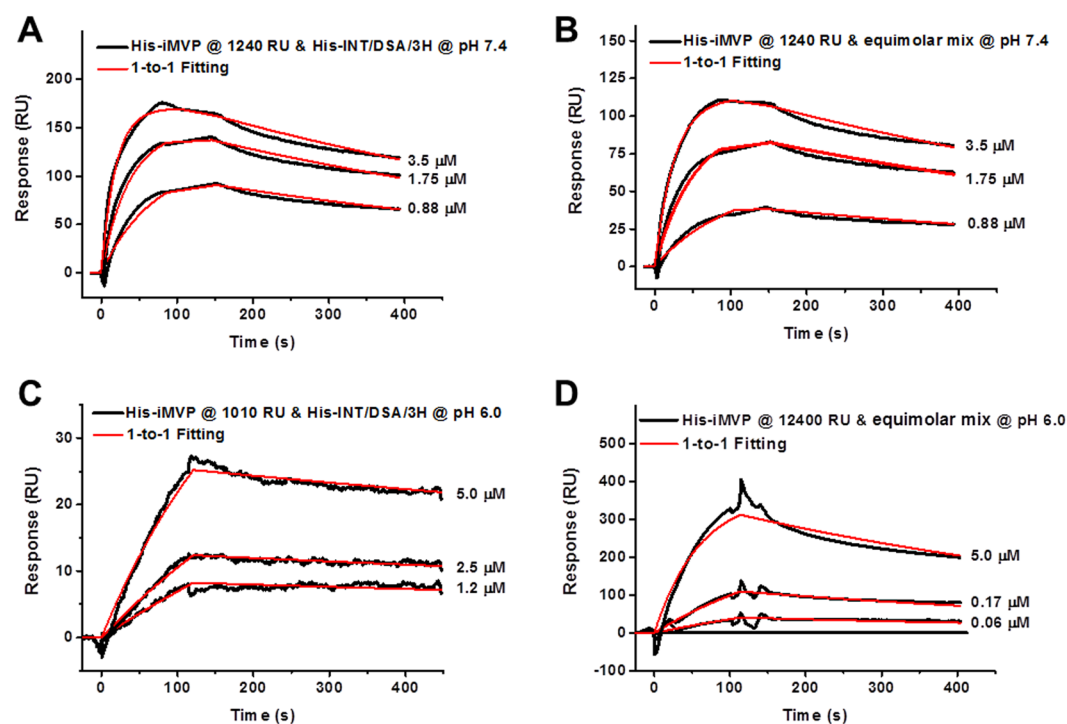 A
His-iMVP @ 1240 RU & His-INT/DSA/3H @ pH 7.4
1-to-1 Fitting
Response (RU)
200
150
100
50
0
3.5 µM
1.75 µM
0.88 µM
0 100 200 300 400
Time (s)
B
His-iMVP @ 1240 RU & equimolar mix @ pH 7.4
1-to-1 Fitting
Response (RU)
150
125
100
75
50
25
0
3.5 µM
1.75 µM
0.88 µM
0 100 200 300 400
Time (s)
C
His-iMVP @ 1010 RU & His-INT/DSA/3H @ pH 6.0
1-to-1 Fitting
Response (RU)
30
20
10
0
5.0 µM
2.5 µM
1.2 µM
0 100 200 300 400
Time (s)
D
His-iMVP @ 12400 RU & equimolar mix @ pH 6.0
1-to-1 Fitting
Response (RU)
500
400
300
200
100
0
-100
5.0 µM
0.17 µM
0.06 µM
0 100 200 300 400
Time (s)